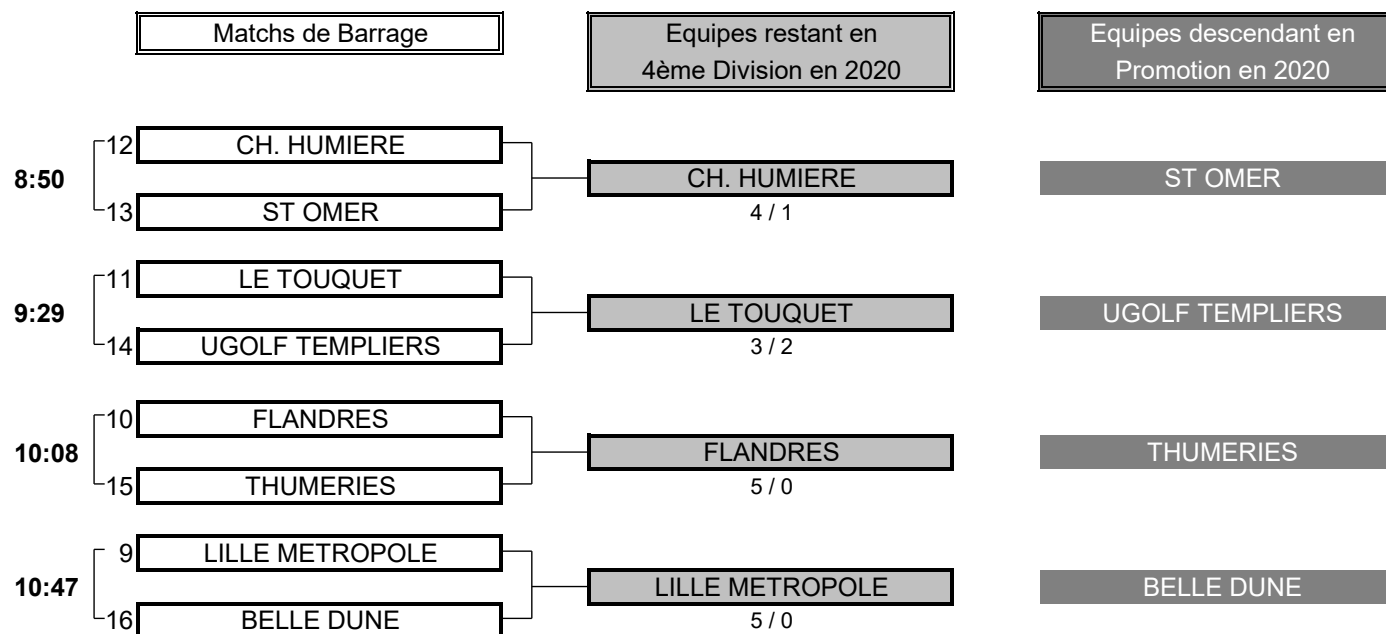 Matchs de Barrage
Equipes restant en
4ème Division en 2020
Equipes descendant en
Promotion en 2020
12 CH. HUMIERE
8:50
CH. HUMIERE
ST OMER
13 ST OMER
4 / 1
11 LE TOUQUET
9:29
LE TOUQUET
UGOLF TEMPLIERS
14 UGOLF TEMPLIERS
3 / 2
10 FLANDRES
10:08
FLANDRES
THUMERIES
15 THUMERIES
5 / 0
9 LILLE METROPOLE
10:47
LILLE METROPOLE
BELLE DUNE
16 BELLE DUNE
5 / 0